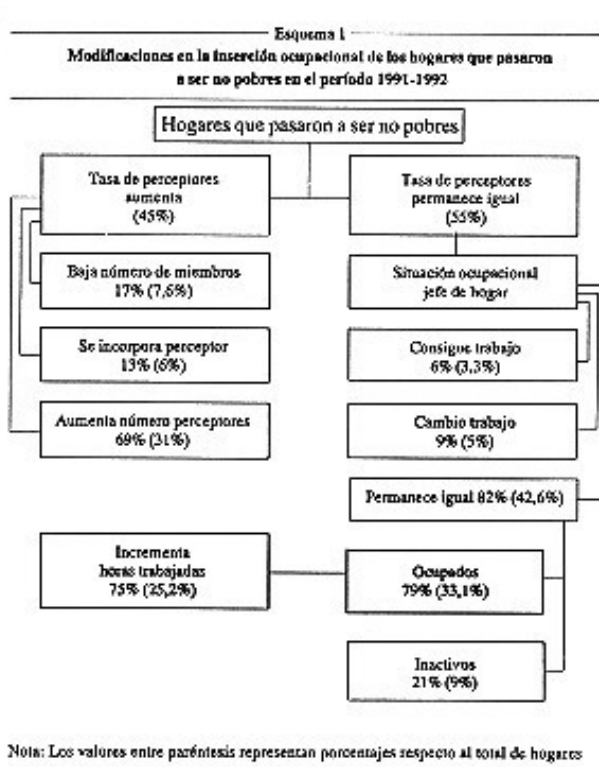 Esquema 1
Modificaciones en la inserción ocupacional de los hogares que pasaron
a ser no pobres en el período 1991-1992
Hogares que pasaron a ser no pobres
Tasa de perceptores
aumenta
(45%)
Tasa de perceptores
permanece igual
(55%)
Baja número de miembros
17% (7,6%)
Situación ocupacional
jefe de hogar
Se incorpora perceptor
13% (6%)
Consigue trabajo
6% (3,3%)
Aumenta número perceptores
69% (31%)
Cambio trabajo
9% (5%)
Permanece igual 82% (42,6%)
Incrementa
horas trabajadas
75% (25,2%)
Ocupados
79% (33,1%)
Inactivos
21% (9%)
Nota: Los valores entre paréntesis representan porcentajes respecto al total de hogares